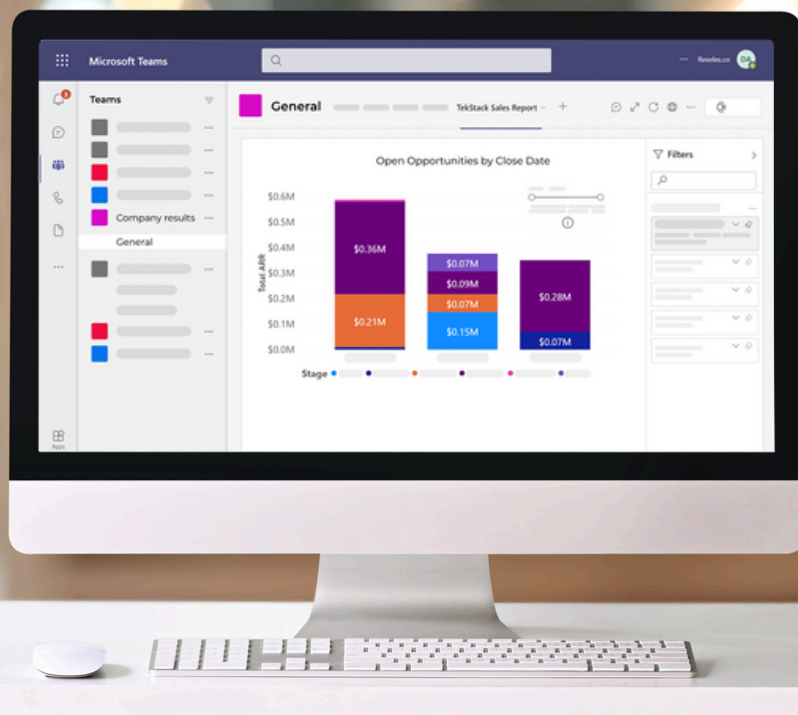 Microsoft Teams
Reveles.co
DA
3
Teams
Company results
General
Apps
General
TekStack Sales Report
Open Opportunities by Close Date
Total ARR
$0.6M
$0.5M
$0.4M
$0.3M
$0.2M
$0.1M
$0.0M
$0.36M
$0.21M
$0.07M
$0.09M
$0.07M
$0.15M
$0.28M
$0.07M
Stage
Filters